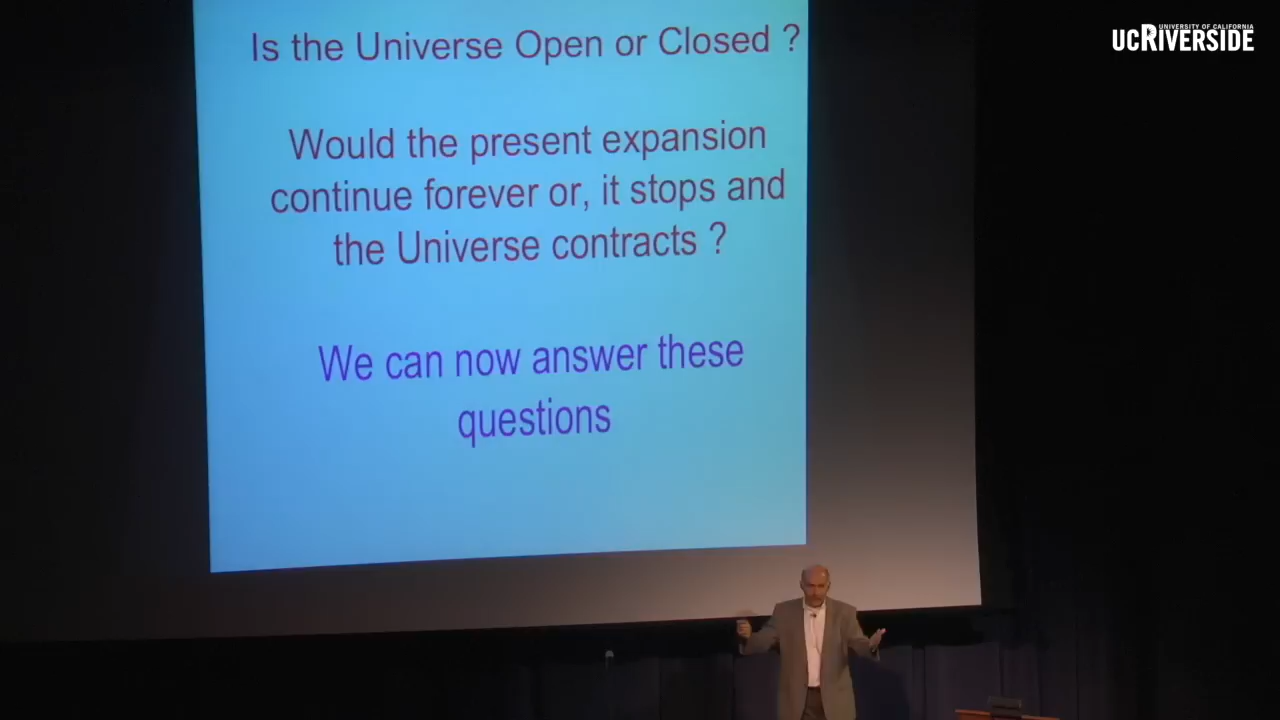 UNIVERSITY OF CALIFORNIA
UCRIVERSIDE
Is the Universe Open or Closed ?
Would the present expansion
continue forever or, it stops and
the Universe contracts ?
We can now answer these
questions